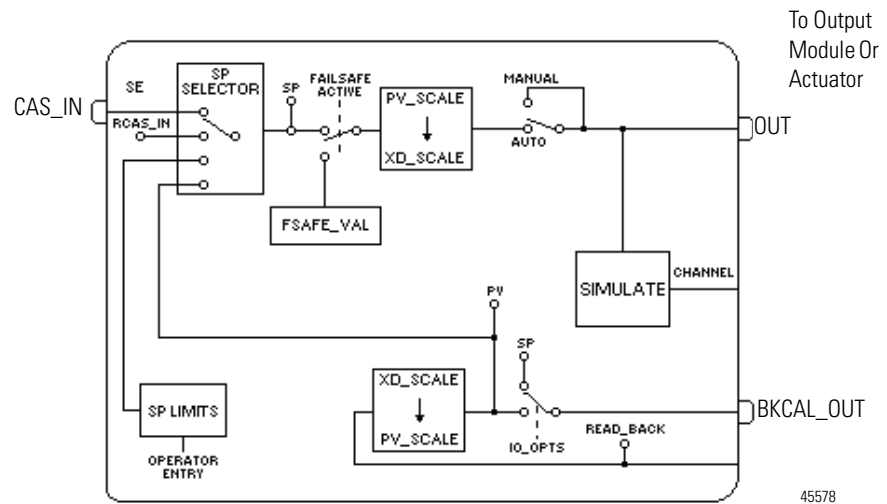 To Output
Module Or
Actuator
CAS_IN
SE
RCAS_IN
SP
SELECTOR
SP
FAILSAFE
ACTIVE
PV_SCALE
XD_SCALE
MANUAL
AUTO
OUT
FSAFE_VAL
SIMULATE
CHANNEL
PV
SP
XD_SCALE
PV_SCALE
IO_OPTS
READ_BACK
BKCAL_OUT
SP LIMITS
OPERATOR
ENTRY
45578